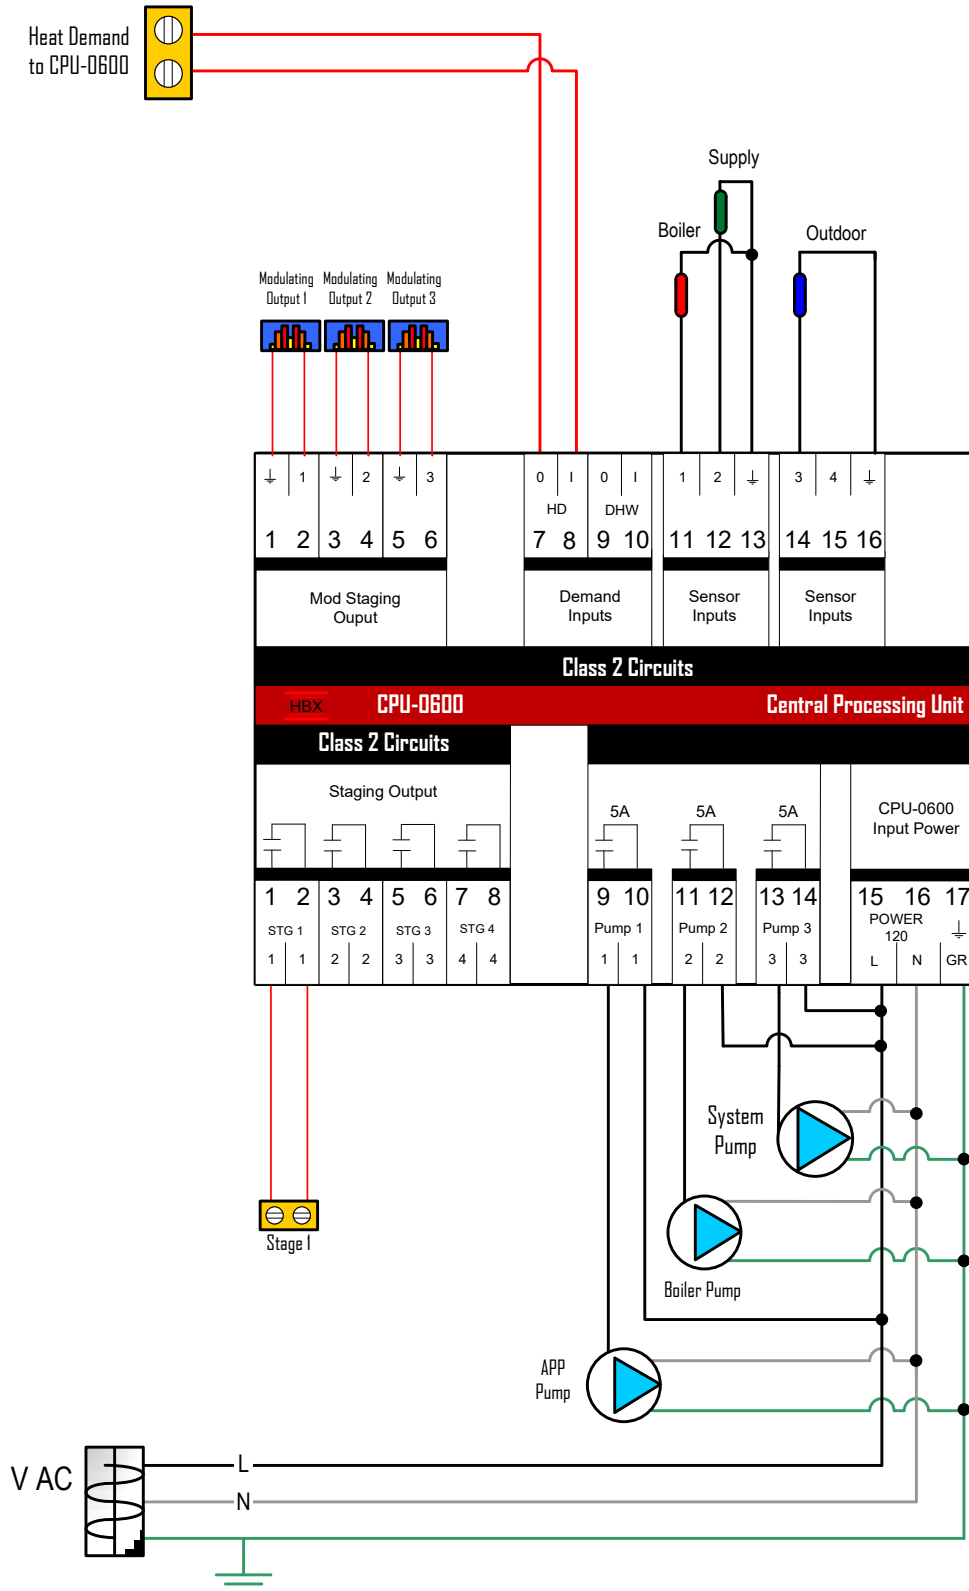 Heat Demand
to CPU-0600
Supply
Boiler
Outdoor
Modulating Modulating Modulating
Output 1 Output 2 Output 3
1 2 3 0 I 0 I 1 2 3 4
HD DHW
1 2 3 4 5 6 7 8 9 10 11 12 13 14 15 16
Mod Staging
Ouput
Demand
Inputs
Sensor
Inputs
Sensor
Inputs
Class 2 Circuits
HBX CPU-0600 Central Processing Unit
Class 2 Circuits
Staging Output
5A 5A 5A
CPU-0600
Input Power
1 2 3 4 5 6 7 8 9 10 11 12 13 14 15 16 17
STG 1 STG 2 STG 3 STG 4 Pump 1 Pump 2 Pump 3
POWER
120
1 1 2 2 3 3 4 4 1 1 2 2 3 3 L N GR
System
Pump
Stage 1
Boiler Pump
APP
Pump
V AC
L
N